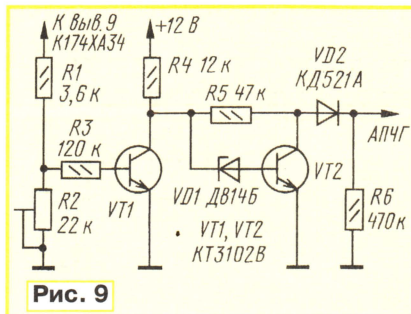 К выв.9
К174ХА34
+12 В
R1
3,6 к
R4 12 к
R5 47 к
VD2
КД521А
АПЧГ
R3
120 к
VT1
VD1 Д814Б
VT2
R2
22 к
VT1, VT2
КТ3102В
R6
470к
Рис. 9